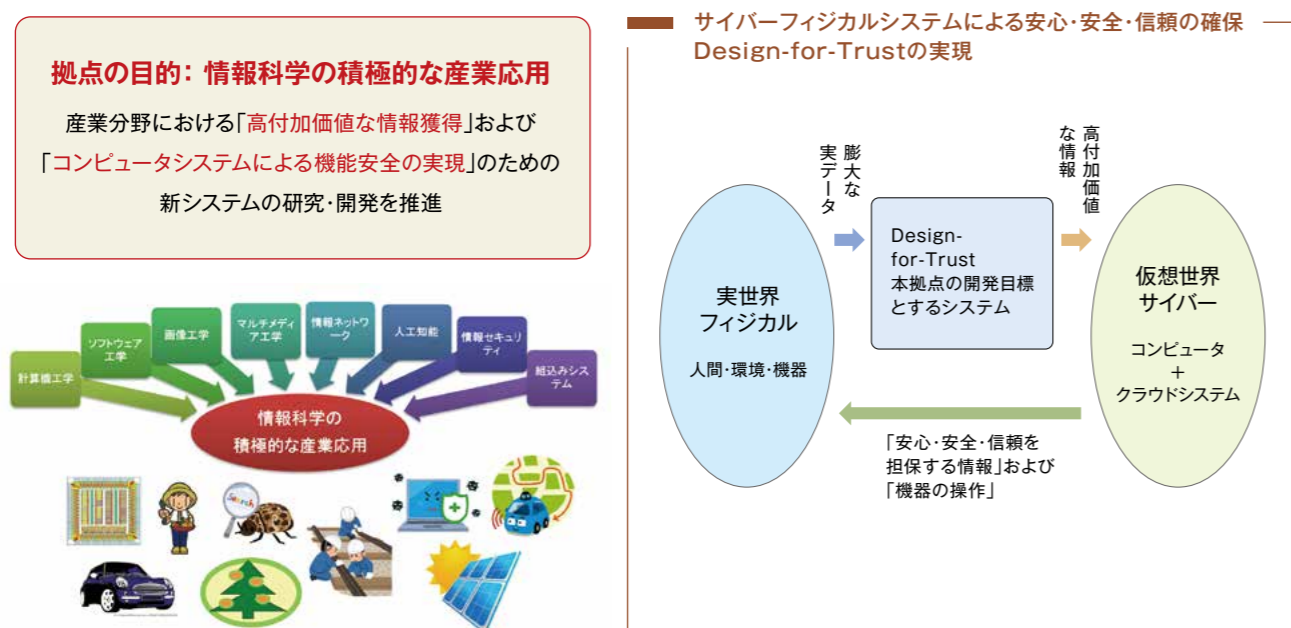 拠点の目的：情報科学の積極的な産業応用
産業分野における「高付加価値な情報獲得」および
「コンピュータシステムによる機能安全の実現」のための
新システムの研究・開発を推進
計算機工学
ソフトウェア
工学
画像工学
マルチメディ
ア工学
情報ネットワ
ーク
人工知能
情報セキュリ
ティ
組込みシス
テム
情報科学の
積極的な産業応用
Search
サイバーフィジカルシステムによる安心・安全・信頼の確保
Design-for-Trustの実現
実世界
フィジカル
人間・環境・機器
膨大な
実データ
Design-
for-Trust
本拠点の開発目標
とするシステム
高付加価値
な情報
仮想世界
サイバー
コンピュータ
＋
クラウドシステム
「安心・安全・信頼を
担保する情報」および
「機器の操作」